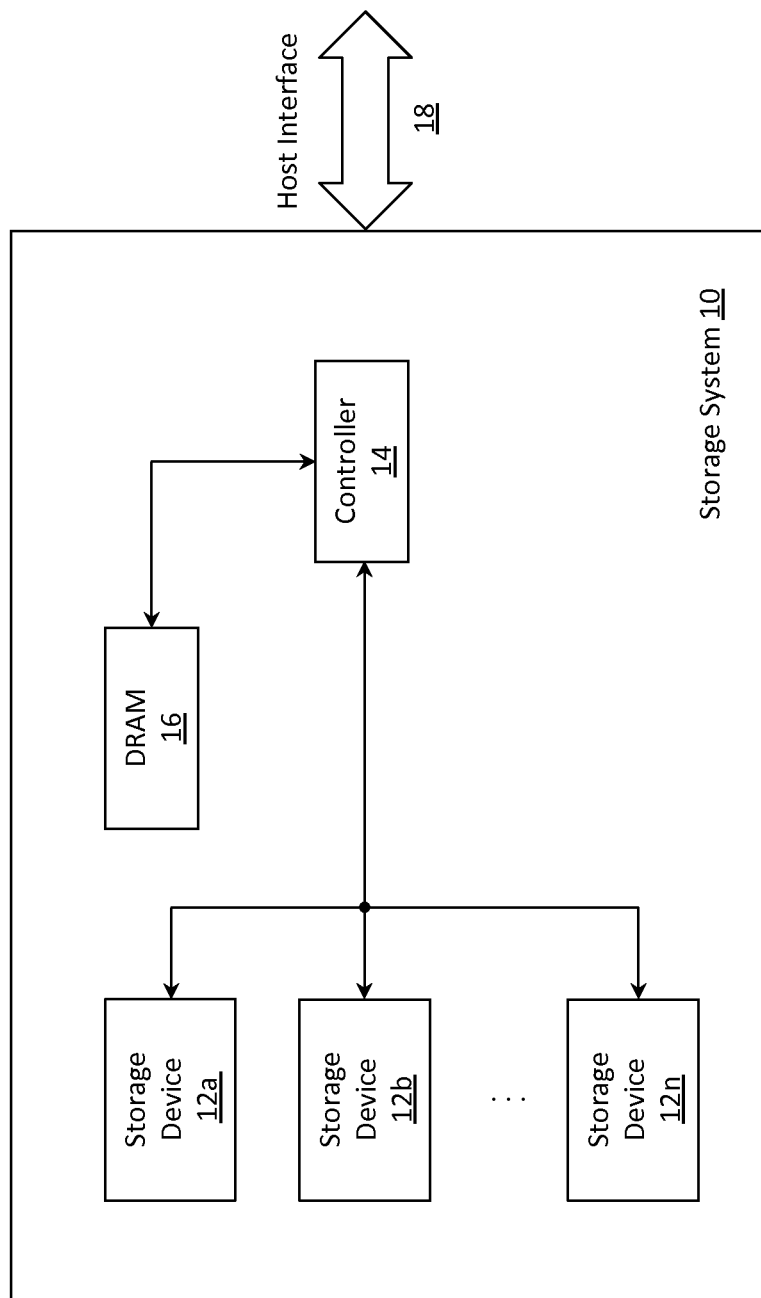 Host Interface
18
DRAM
16
Controller
14
Storage
Device
12a
Storage
Device
12b
. . .
Storage
Device
12n
Storage System 10